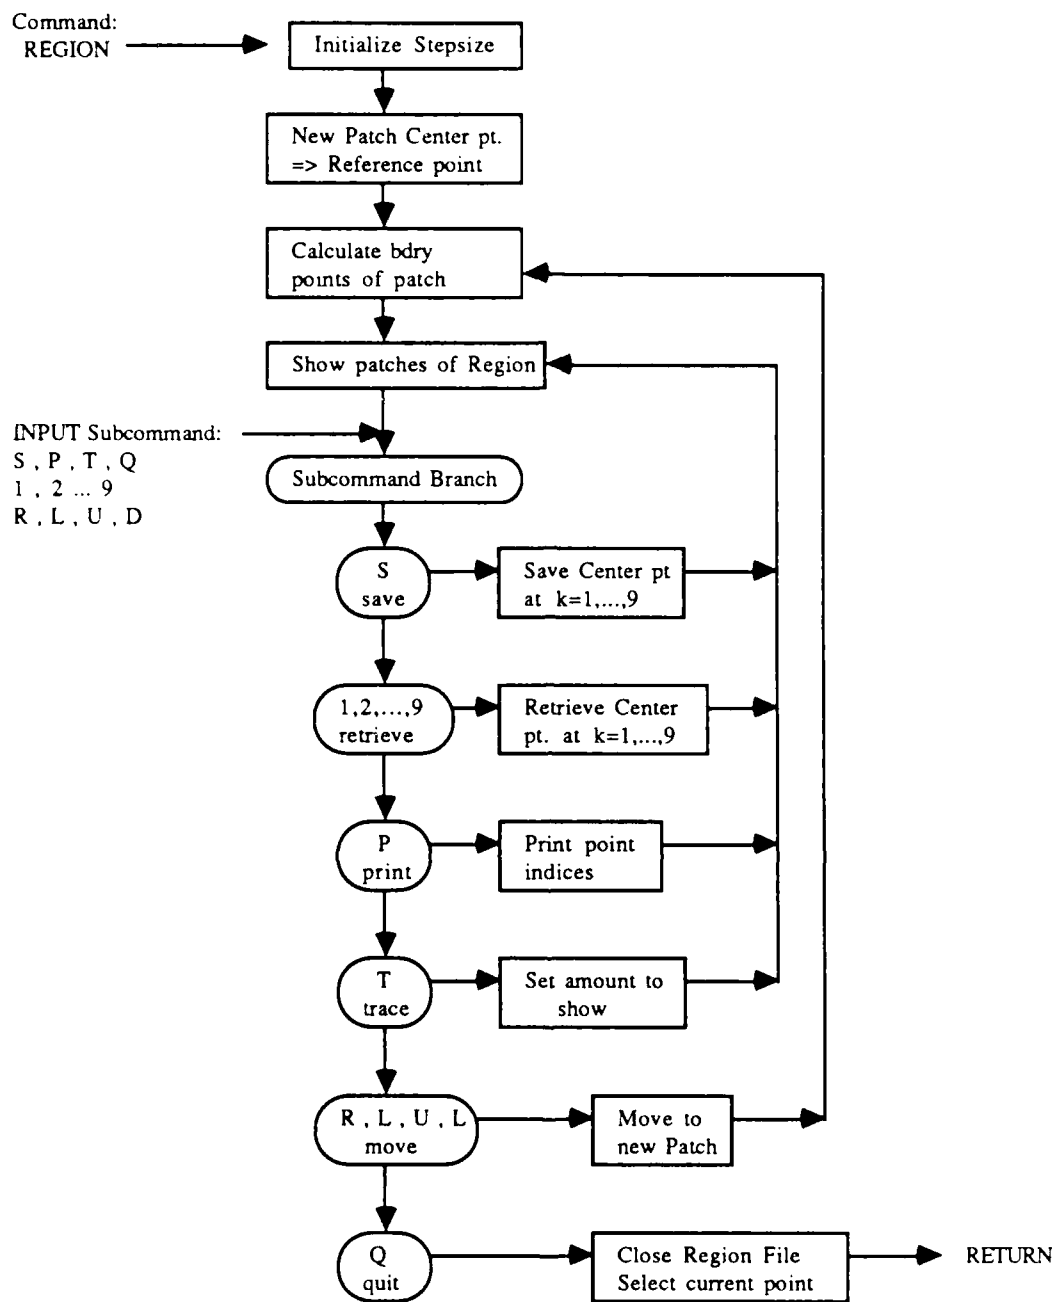 Command:
REGION
Initialize Stepsize
New Patch Center pt.
=> Reference point
Calculate bdry
points of patch
Show patches of Region
INPUT Subcommand:
S , P , T , Q
1 , 2 ... 9
R , L , U , D
Subcommand Branch
S
save
Save Center pt
at k=1,...,9
1,2,...,9
retrieve
Retrieve Center
pt. at k=1,...,9
P
print
Print point
indices
T
trace
Set amount to
show
R , L , U , L
move
Move to
new Patch
Q
quit
Close Region File
Select current point
RETURN